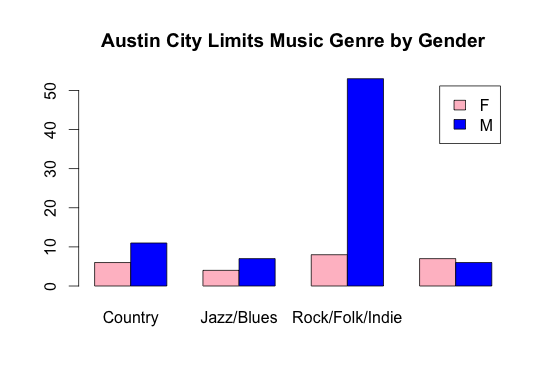 Austin City Limits Music Genre by Gender
50
40
30
20
10
0
F
M
Country Jazz/Blues Rock/Folk/Indie